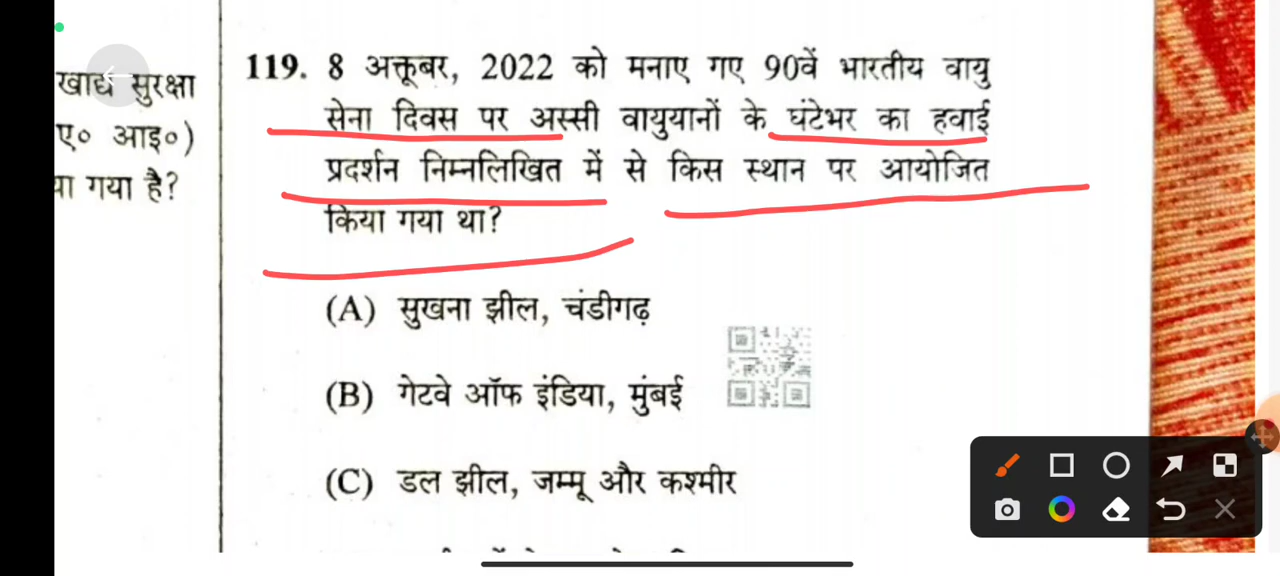 खाद्य सुरक्षा
ए० आइ०)
या गया है?
119. 8 अक्तूबर, 2022 को मनाए गए 90वें भारतीय वायु
सेना दिवस पर अस्सी वायुयानों के घंटेभर का हवाई
प्रदर्शन निम्नलिखित में से किस स्थान पर आयोजित
किया गया था?
(A) सुखना झील, चंडीगढ़
(B) गेटवे ऑफ इंडिया, मुंबई
(C) डल झील, जम्मू और कश्मीर